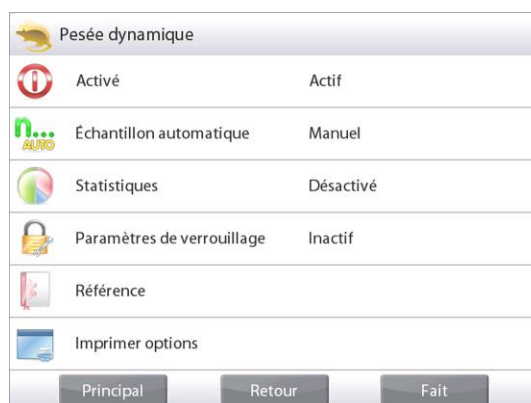 Pesée dynamique
Activé Actif
n... AUTO Échantillon automatique Manuel
Statistiques Désactivé
Paramètres de verrouillage Inactif
Référence
Imprimer options
Principal Retour Fait